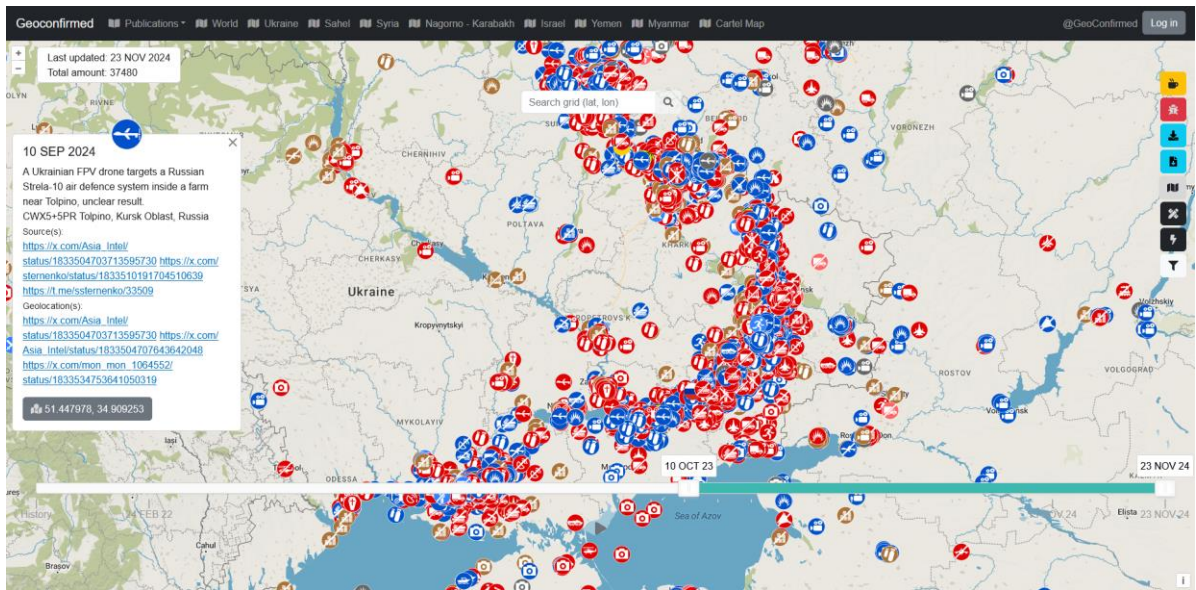 Geoconfirmed Publications World Ukraine Sahel Syria Nagorno - Karabakh Israel Yemen Myanmar Cartel Map @GeoConfirmed Log in
+
−
Last updated: 23 NOV 2024
Total amount: 37480
Search grid (lat, lon)
RIVNE
CHERNIHIV
VORONEZH
10 SEP 2024
A Ukrainian FPV drone targets a Russian
Strela-10 air defence system inside a farm
near Tolpino, unclear result.
CWX5+5PR Tolpino, Kursk Oblast, Russia
Source(s):
https://x.com/Asia_Intel/
status/1833504703713595730 https://x.com/
sternenko/status/1833510191704510639
https://t.me/ssternenko/33509
Geolocation(s):
https://x.com/Asia_Intel/
status/1833504703713595730 https://x.com/
Asia_Intel/status/1833504707643642048
https://x.com/mon_mon_1064552/
status/1833534753641050319
51.447978, 34.909253
POLTAVA
CHERKASY
Ukraine
Kropyvnytskyi
Volzhskiy
VOLGOGRAD
ROSTOV
MYKOLAYIV
Iasi
ODESSA
10 OCT 23
23 NOV 24
History
24 FEB 22
Sea of Azov
Elista
23 NOV 24
Cahul
Brașov
i